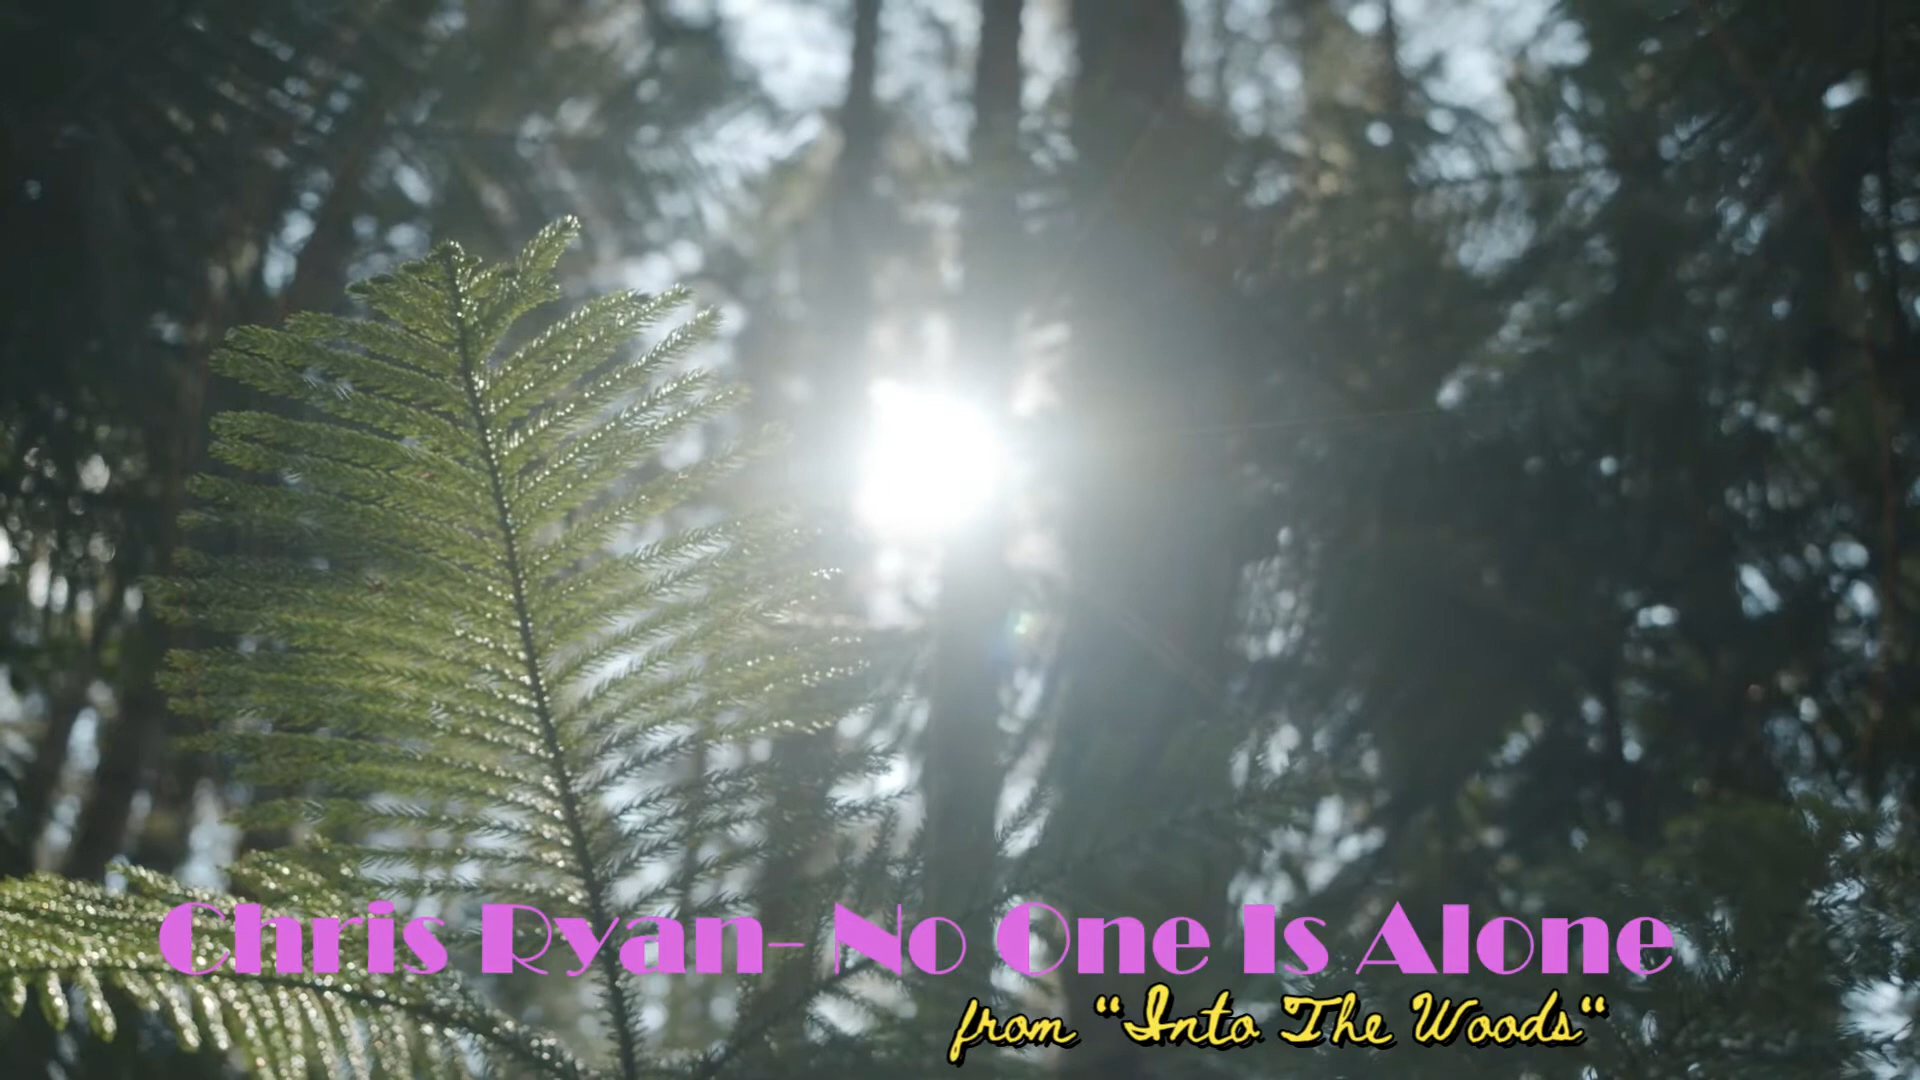 Chris Ryan- No One Is Alone
from "Into The Woods"